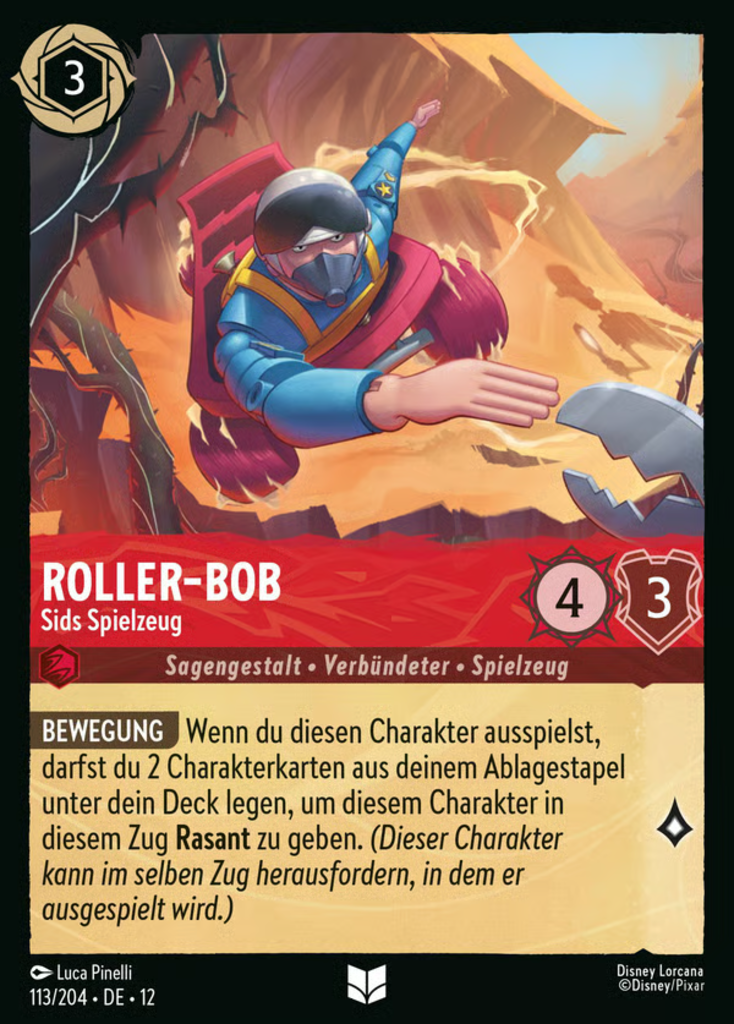 3
ROLLER-BOB
Sids Spielzeug
4
3
Sagengestalt • Verbündeter • Spielzeug
BEWEGUNG Wenn du diesen Charakter ausspielst,
darfst du 2 Charakterkarten aus deinem Ablagestapel
unter dein Deck legen, um diesem Charakter in
diesem Zug Rasant zu geben. (Dieser Charakter
kann im selben Zug herausfordern, in dem er
ausgespielt wird.)
Luca Pinelli
113/204 • DE • 12
Disney Lorcana
©Disney/Pixar